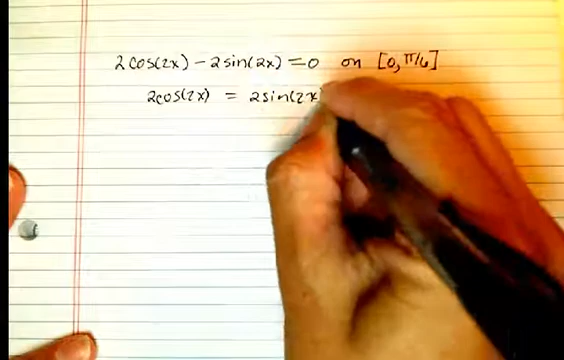 2cos(2x) - 2sin(2x) = 0 on [0, π/6]
2cos(2x) = 2sin(2x